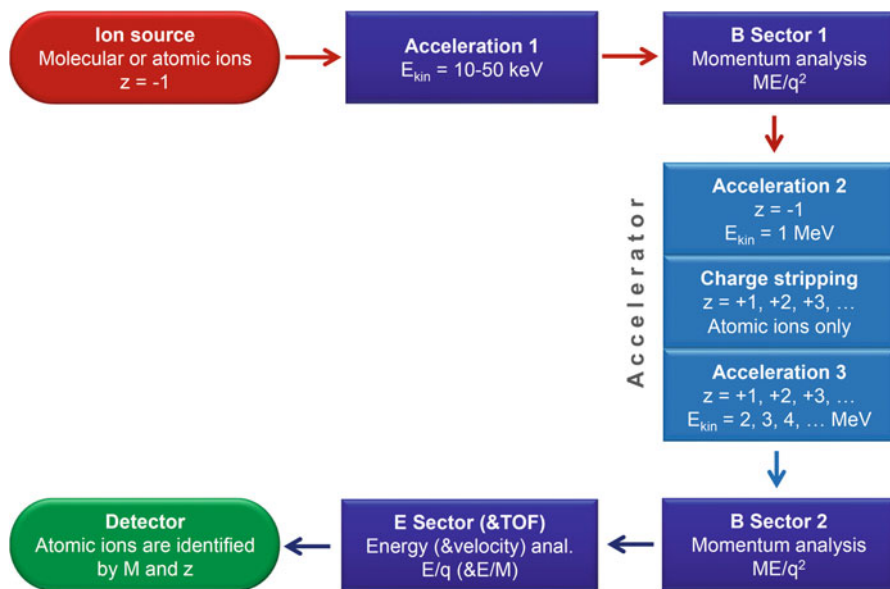 Ion source
Molecular or atomic ions
z = -1
Acceleration 1
E_kin = 10-50 keV
B Sector 1
Momentum analysis
ME/q²
Accelerator
Acceleration 2
z = -1
E_kin = 1 MeV
Charge stripping
z = +1, +2, +3, …
Atomic ions only
Acceleration 3
z = +1, +2, +3, …
E_kin = 2, 3, 4, … MeV
B Sector 2
Momentum analysis
ME/q²
E Sector (&TOF)
Energy (&velocity) anal.
E/q (&E/M)
Detector
Atomic ions are identified
by M and z